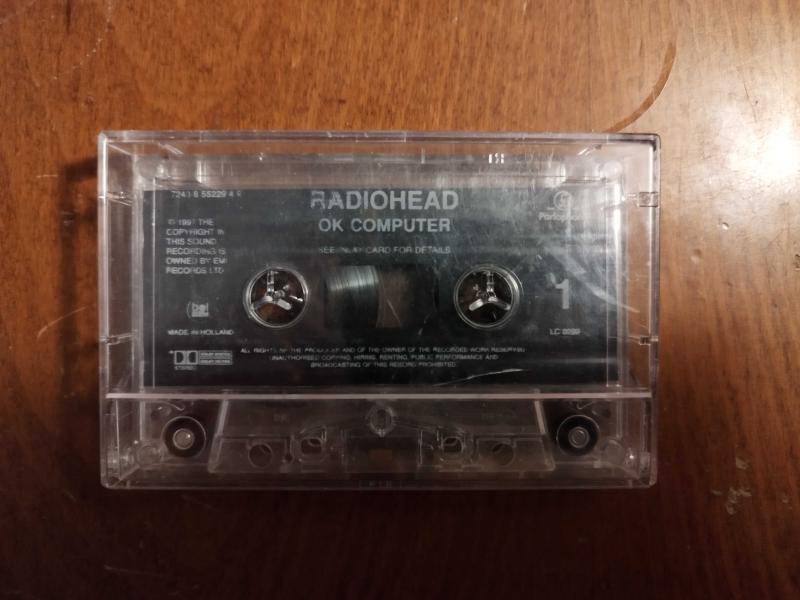 7243 8 55229 4 8
RADIOHEAD
OK COMPUTER
Parlophone
℗ 1997 THE
COPYRIGHT IN
THIS SOUND
RECORDING IS
OWNED BY EMI
RECORDS LTD
SEE INLAY CARD FOR DETAILS
1
MADE IN HOLLAND
LC 0299
STEREO
ALL RIGHTS OF THE PRODUCER AND OF THE OWNER OF THE RECORDED WORK RESERVED
UNAUTHORISED COPYING, HIRING, RENTING, PUBLIC PERFORMANCE AND
BROADCASTING OF THIS RECORD PROHIBITED.